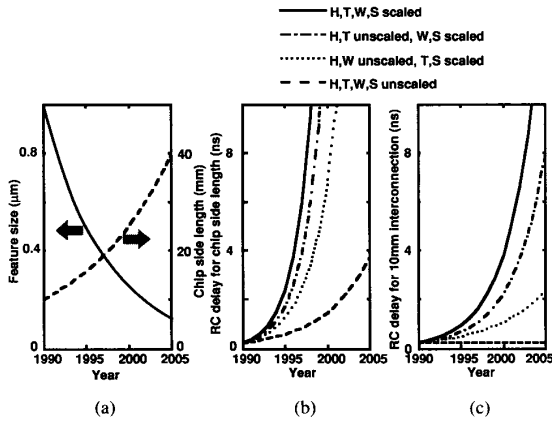 H,T,W,S scaled
H,T unscaled, W,S scaled
H,W unscaled, T,S scaled
H,T,W,S unscaled
Feature size (μm)
0.8
0.4
0
1990
1995
2000
2005
Year
40
20
0
Chip side length (mm)
(a)
RC delay for chip side length (ns)
8
4
0
1990
1995
2000
2005
Year
(b)
RC delay for 10mm interconnection (ns)
8
4
0
1990
1995
2000
2005
Year
(c)